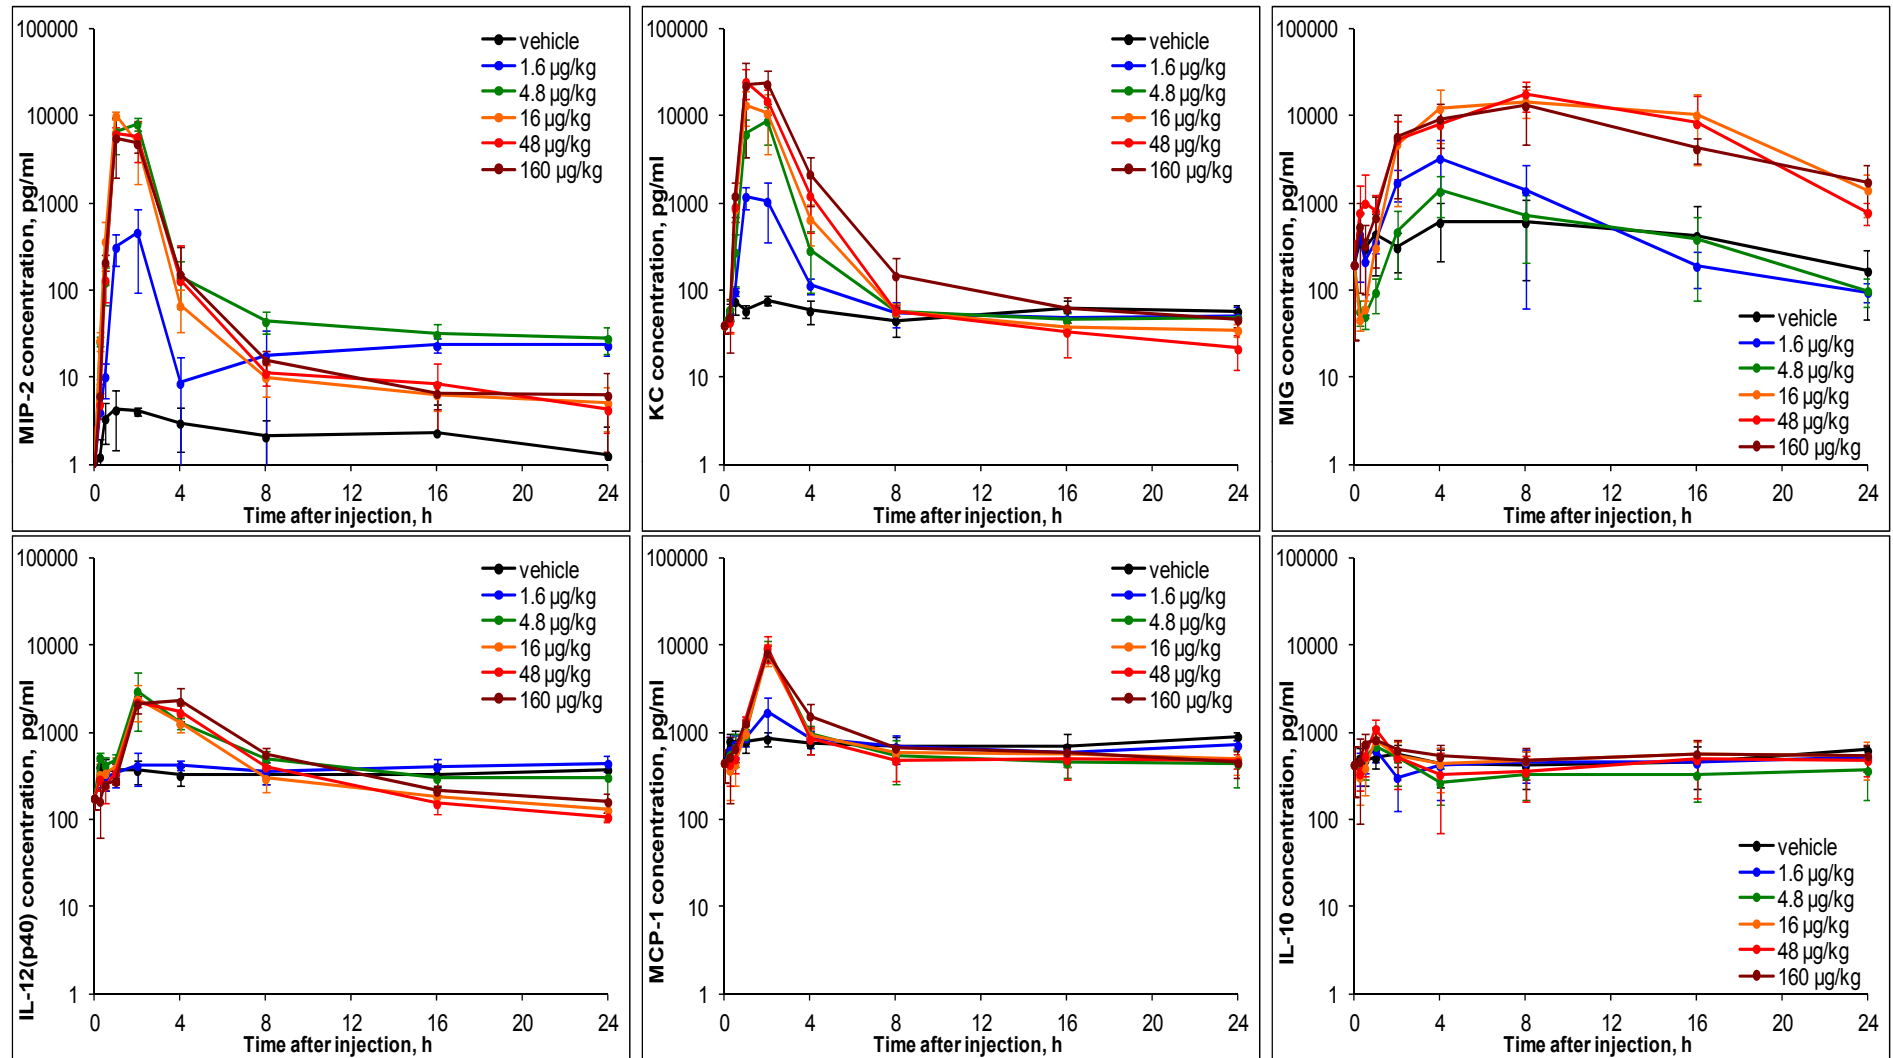 100000
10000
1000
100
10
1
MIP-2 concentration, pg/ml
vehicle
1.6 µg/kg
4.8 µg/kg
16 µg/kg
48 µg/kg
160 µg/kg
0 4 8 12 16 20 24
Time after injection, h
100000
10000
1000
100
10
1
KC concentration, pg/ml
vehicle
1.6 µg/kg
4.8 µg/kg
16 µg/kg
48 µg/kg
160 µg/kg
0 4 8 12 16 20 24
Time after injection, h
100000
10000
1000
100
10
1
MIG concentration, pg/ml
vehicle
1.6 µg/kg
4.8 µg/kg
16 µg/kg
48 µg/kg
160 µg/kg
0 4 8 12 16 20 24
Time after injection, h
100000
10000
1000
100
10
1
IL-12(p40) concentration, pg/ml
vehicle
1.6 µg/kg
4.8 µg/kg
16 µg/kg
48 µg/kg
160 µg/kg
0 4 8 12 16 20 24
Time after injection, h
100000
10000
1000
100
10
1
MCP-1 concentration, pg/ml
vehicle
1.6 µg/kg
4.8 µg/kg
16 µg/kg
48 µg/kg
160 µg/kg
0 4 8 12 16 20 24
Time after injection, h
100000
10000
1000
100
10
1
IL-10 concentration, pg/ml
vehicle
1.6 µg/kg
4.8 µg/kg
16 µg/kg
48 µg/kg
160 µg/kg
0 4 8 12 16 20 24
Time after injection, h